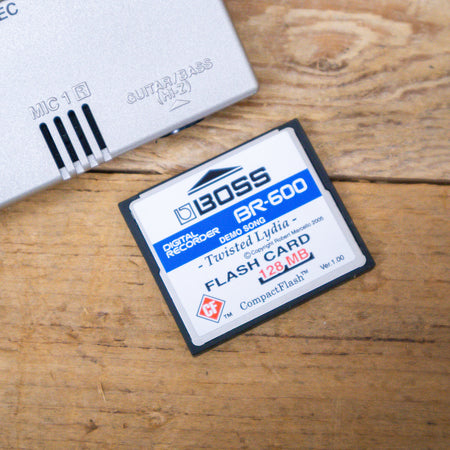 EC
MIC 1 R
GUITAR/BASS
(Hi-Z)
BOSS
DIGITAL RECORDER BR-600
DEMO SONG
- Twisted Lydia -
©Copyright Robert Marcello 2005
FLASH CARD
128 MB
CF TM CompactFlash™ Ver.1.00